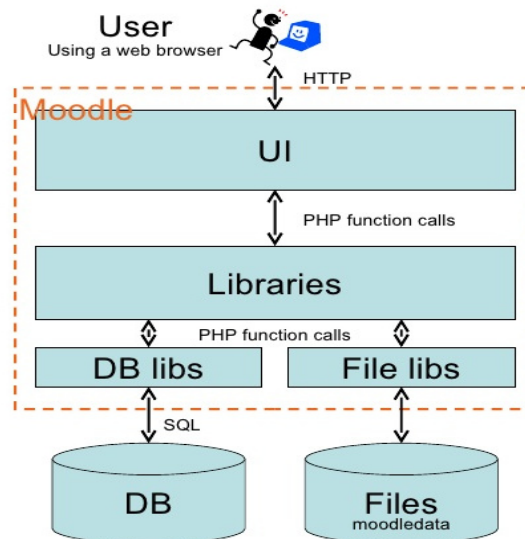 User
Using a web browser
HTTP
Moodle
UI
PHP function calls
Libraries
PHP function calls
DB libs
File libs
SQL
DB
Files
moodledata